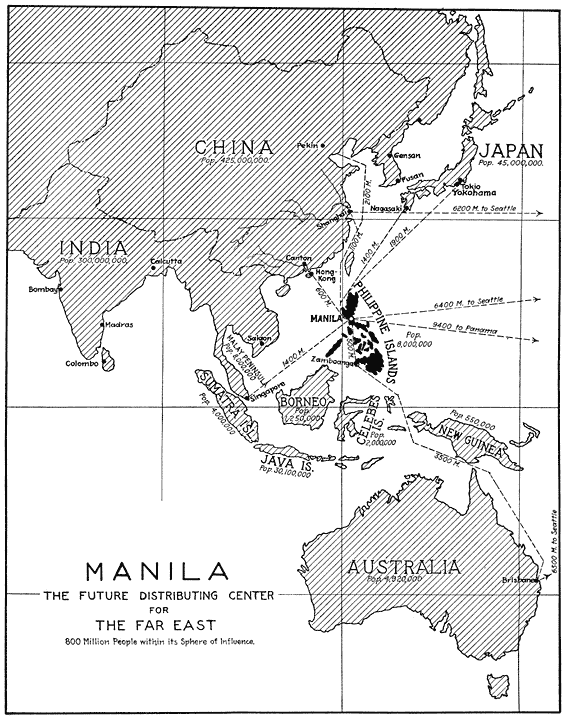 CHINA
Pop. 425,000,000.
Pekin
Gensan
JAPAN
Pop. 45,000,000.
Fusan
Tokio
Yokohama
2100 M.
Nagasaki
Shanghai
6200 M. to Seattle
INDIA
Pop. 300,000,000.
1100 M.
1400 M.
1800 M.
Calcutta
Canton
Hong-
Kong
Bombay
600 M.
6400 M. to Seattle
MANILA
PHILIPPINE ISLANDS
Pop.
8,000,000
9400 to Panama
Madras
Saigon
Colombo
MALAY PENINSULA
1400 M.
Zamboanga
Singapore
SUMATRA IS.
Pop. 4,000,000
BORNEO
Pop.
1,250,000
CELEBES
IS.
Pop.
2,000,000
Pop 550,000
NEW GUINEA
JAVA IS.
Pop. 30,100,000
3500 M.
AUSTRALIA
Pop. 4,920,000
Brisbane
6500 M. to Seattle
MANILA
THE FUTURE DISTRIBUTING CENTER
FOR
THE FAR EAST
800 Million People within its Sphere of Influence.